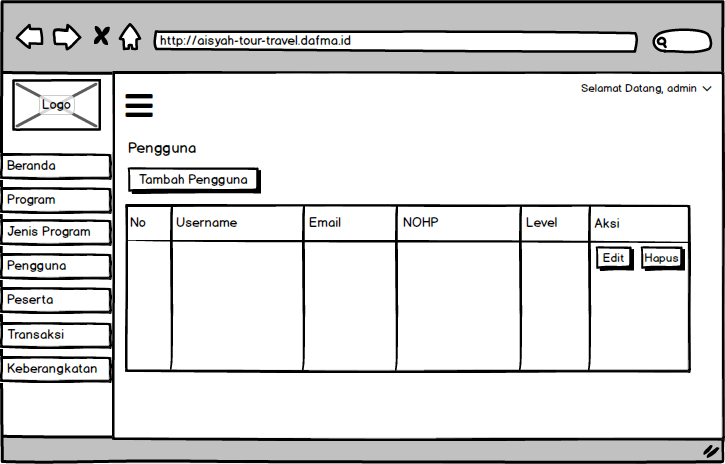 http://aisyah-tour-travel.dafma.id
Selamat Datang, admin
Logo
Beranda
Program
Jenis Program
Pengguna
Peserta
Transaksi
Keberangkatan
Pengguna
Tambah Pengguna
No Username Email NOHP Level Aksi
Edit Hapus